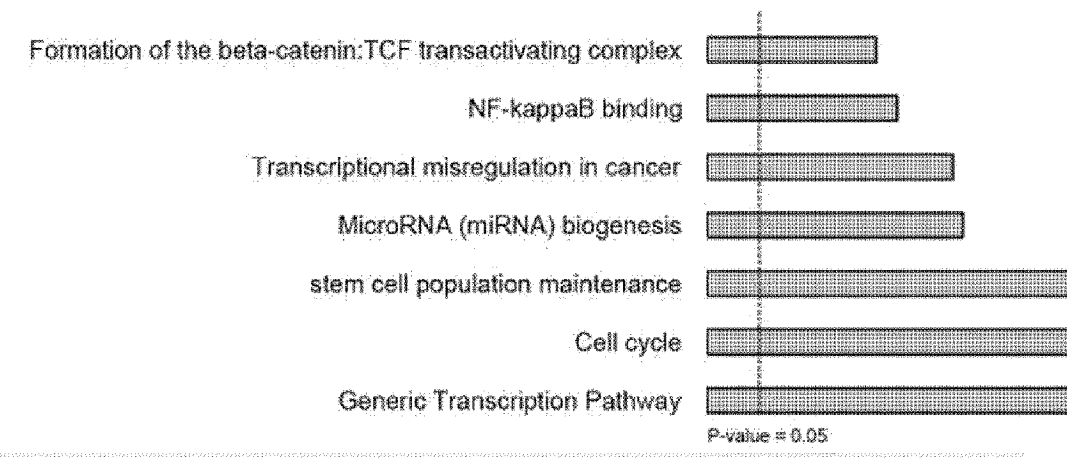 Formation of the beta-catenin:TCF transactivating complex
NF-kappaB binding
Transcriptional misregulation in cancer
MicroRNA (miRNA) biogenesis
stem cell population maintenance
Cell cycle
Generic Transcription Pathway
P-value = 0.05